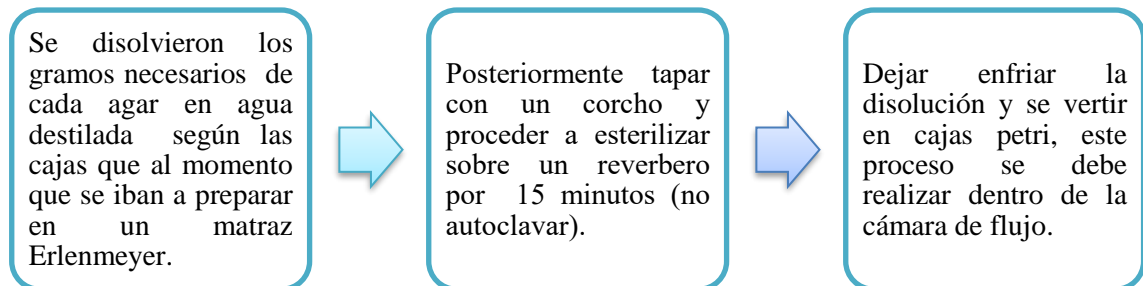 Se disolvieron los
gramos necesarios de
cada agar en agua
destilada según las
cajas que al momento
que se iban a preparar
en un matraz
Erlenmeyer.
Posteriormente tapar
con un corcho y
proceder a esterilizar
sobre un reverbero
por 15 minutos (no
autoclavar).
Dejar enfriar la
disolución y se vertir
en cajas petri, este
proceso se debe
realizar dentro de la
cámara de flujo.